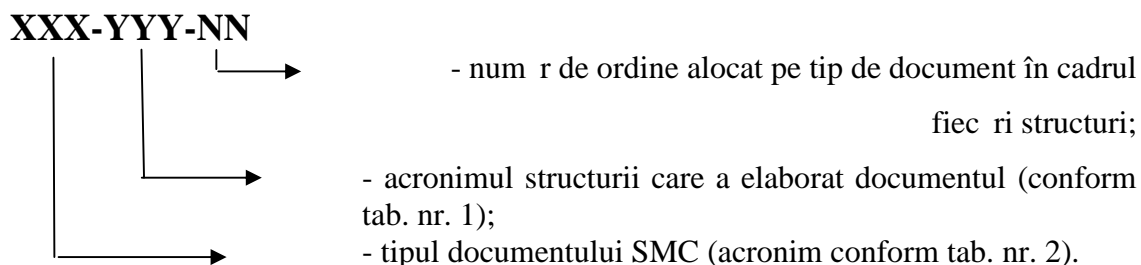 XXX-YYY-NN
- num r de ordine alocat pe tip de document în cadrul
fiec ri structuri;
- acronimul structurii care a elaborat documentul (conform
tab. nr. 1);
- tipul documentului SMC (acronim conform tab. nr. 2).